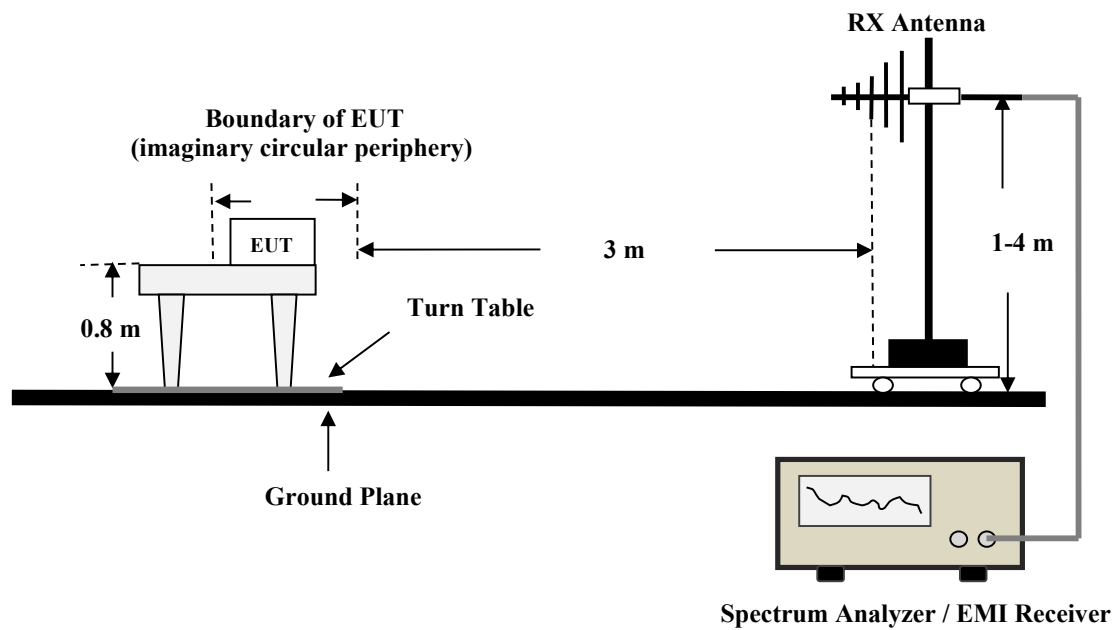 RX Antenna
Boundary of EUT
(imaginary circular periphery)
EUT
3 m
1-4 m
0.8 m
Turn Table
Ground Plane
Spectrum Analyzer / EMI Receiver